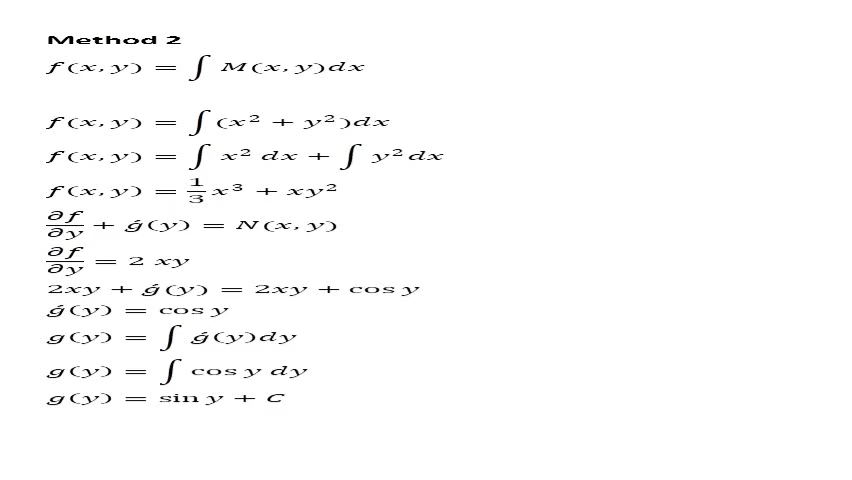 Method 2
f(x, y) = ∫ M(x, y)dx
f(x, y) = ∫(x² + y²)dx
f(x, y) = ∫ x² dx + ∫ y² dx
f(x, y) = 1/3 x³ + xy²
∂f/∂y + ǵ(y) = N(x, y)
∂f/∂y = 2 xy
2xy + ǵ(y) = 2xy + cos y
ǵ(y) = cos y
g(y) = ∫ ǵ(y)dy
g(y) = ∫ cos y dy
g(y) = sin y + C